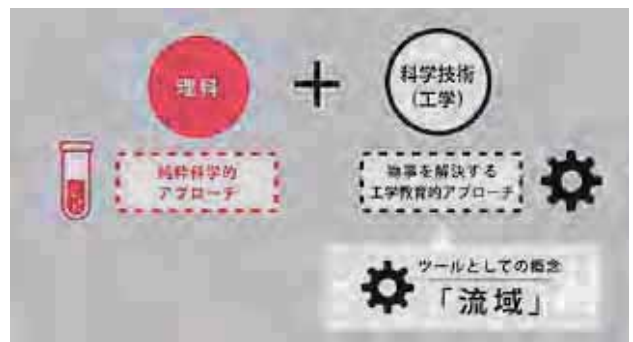 理科
+
科学技術
(工学)
純粋科学的
アプローチ
物事を解決する
工学教育的アプローチ
ツールとしての概念
「流域」